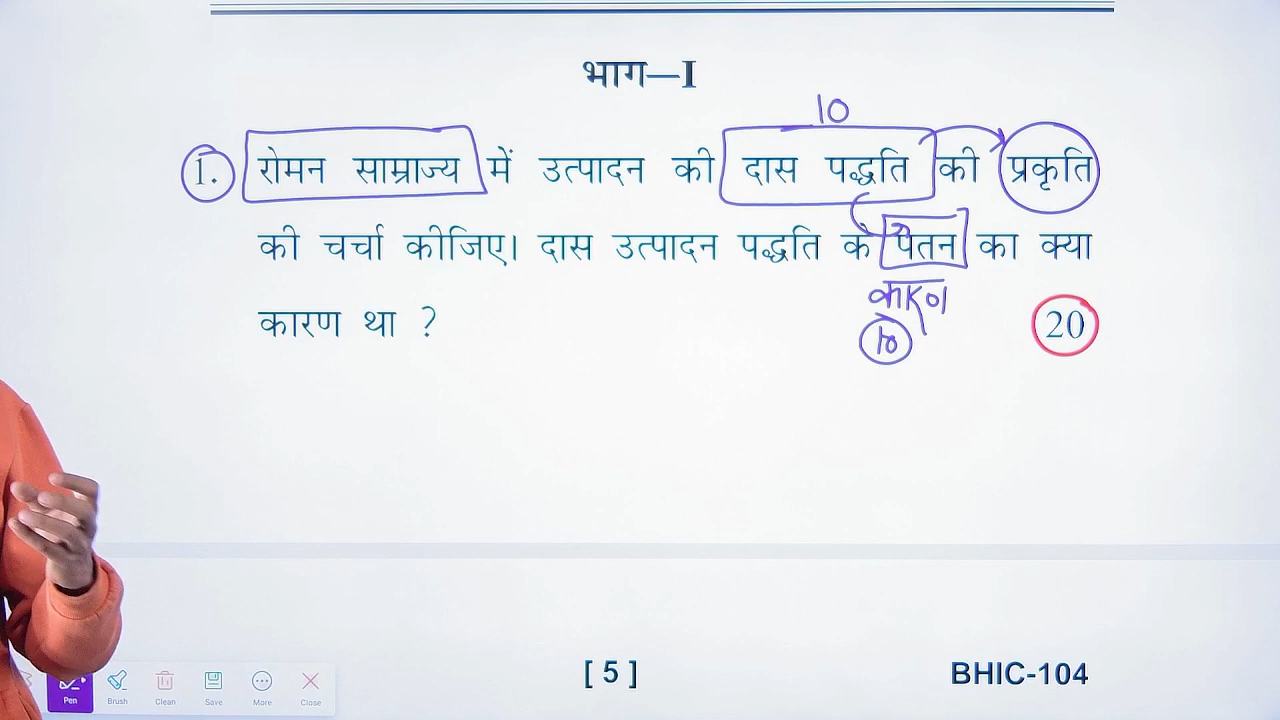 भाग—I
10
1. रोमन साम्राज्य में उत्पादन की दास पद्धति की प्रकृति
की चर्चा कीजिए। दास उत्पादन पद्धति के पतन का क्या
कारण
कारण था ? 20
10
[ 5 ] BHIC-104
Pen Brush Clean Save More Close